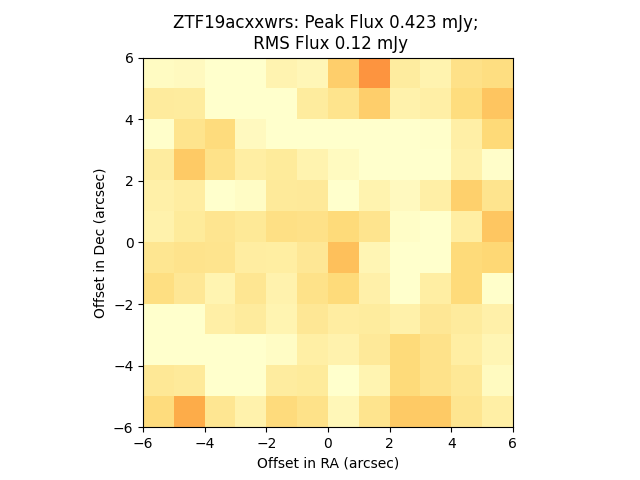 ZTF19acxxwrs: Peak Flux 0.423 mJy;
RMS Flux 0.12 mJy
6
4
2
0
−2
−4
−6
Offset in Dec (arcsec)
−6 −4 −2 0 2 4 6
Offset in RA (arcsec)